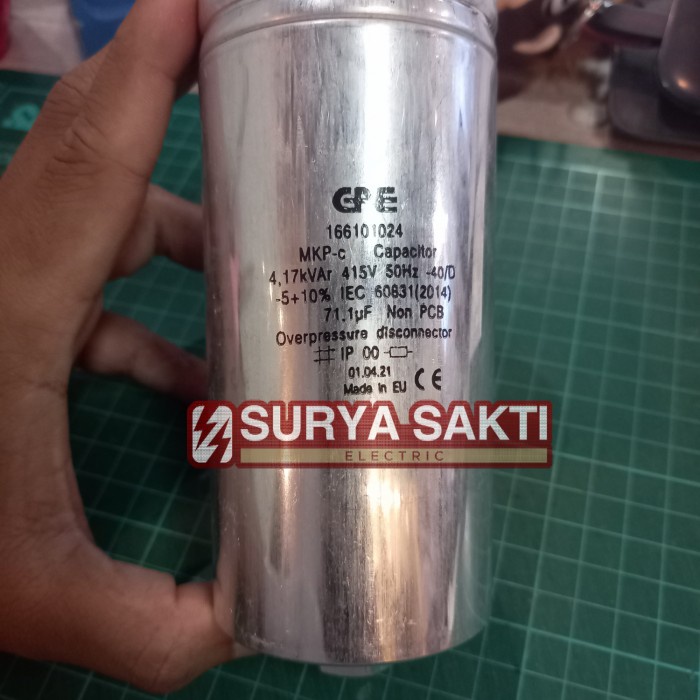 GPE
166101024
MKP-c Capacitor
4,17kVAr 415V 50Hz -40/D
-5+10% IEC 60831(2014)
71.1µF Non PCB
Overpressure disconnector
IP 00
01.04.21
Made in EU CE
SURYA SAKTI
ELECTRIC